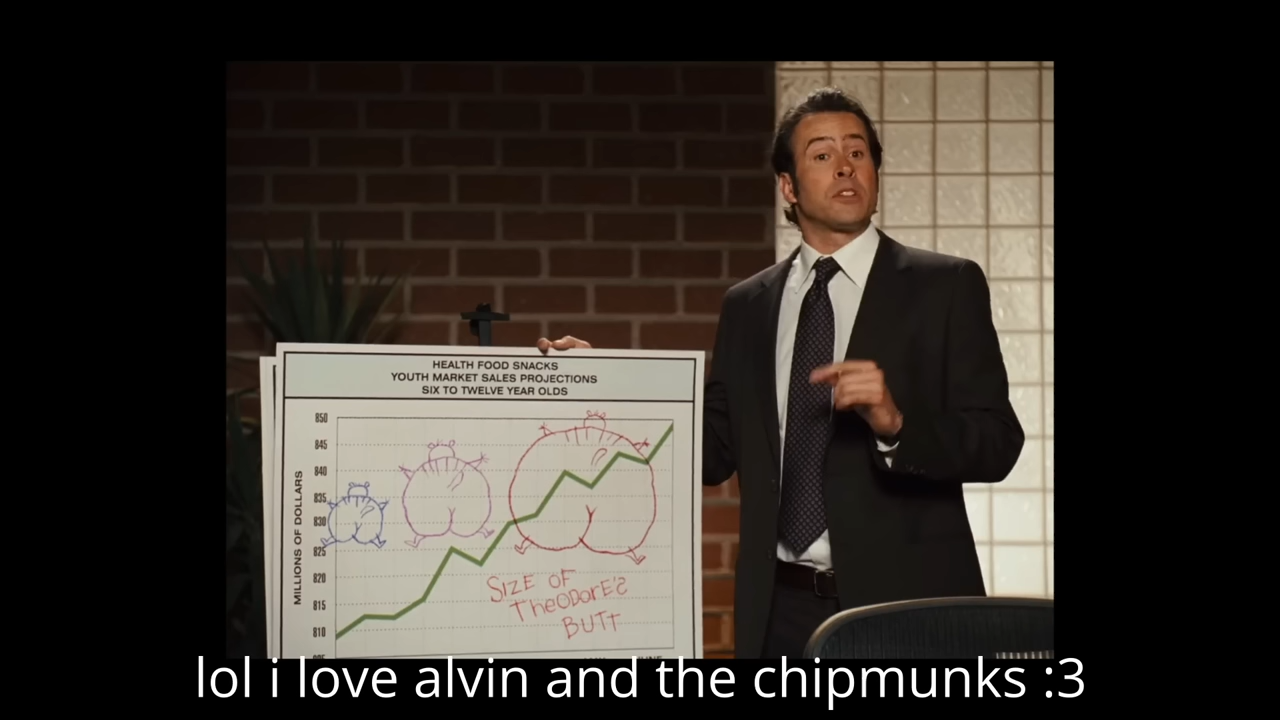 HEALTH FOOD SNACKS
YOUTH MARKET SALES PROJECTIONS
SIX TO TWELVE YEAR OLDS
MILLIONS OF DOLLARS
850
845
840
835
830
825
820
815
810
SIZE OF
THEODORE'S
BUTT
lol i love alvin and the chipmunks :3